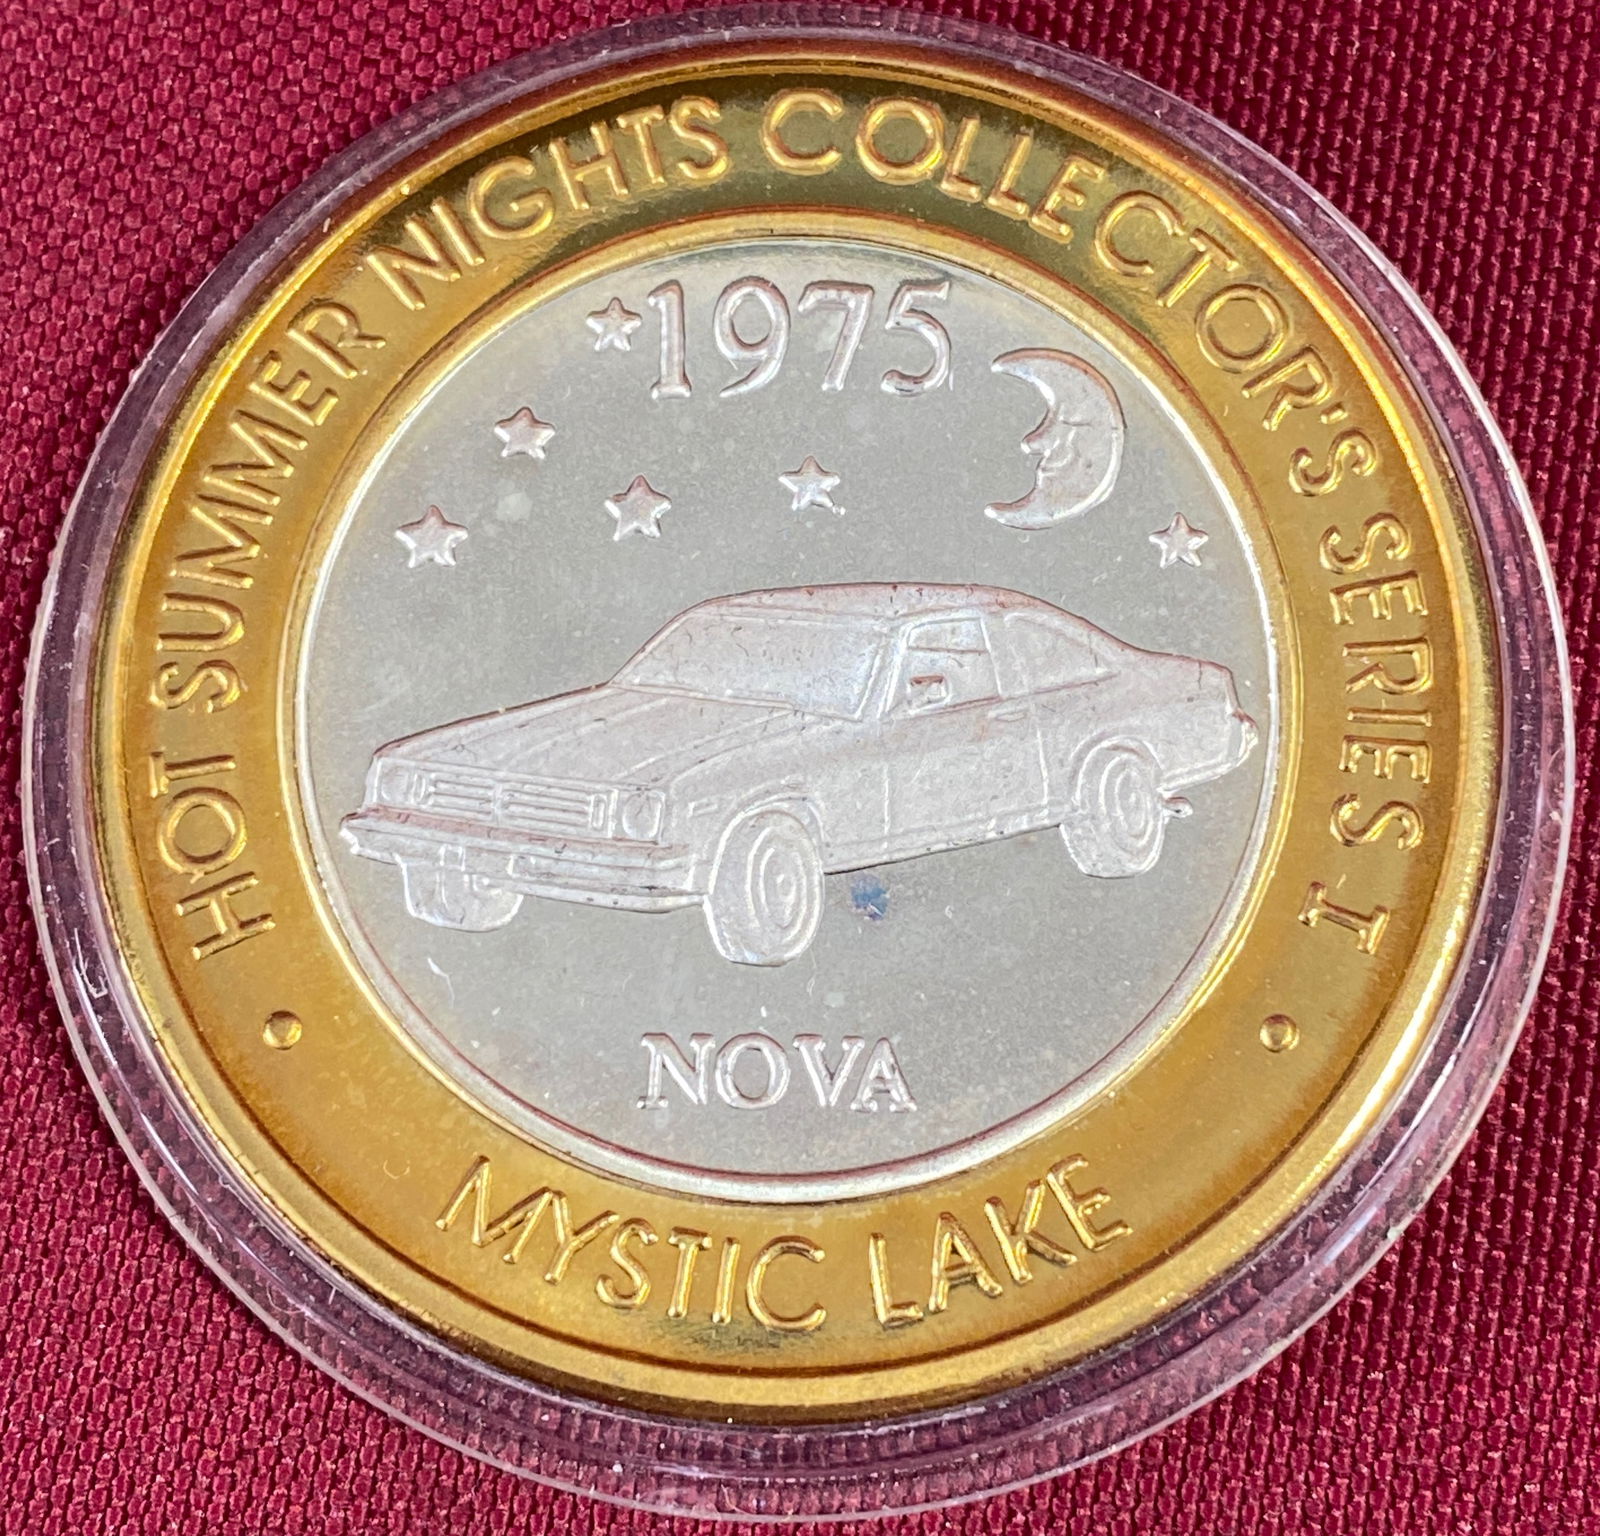 HOT SUMMER NIGHTS COLLECTOR'S SERIES I
1975
NOVA
MYSTIC LAKE